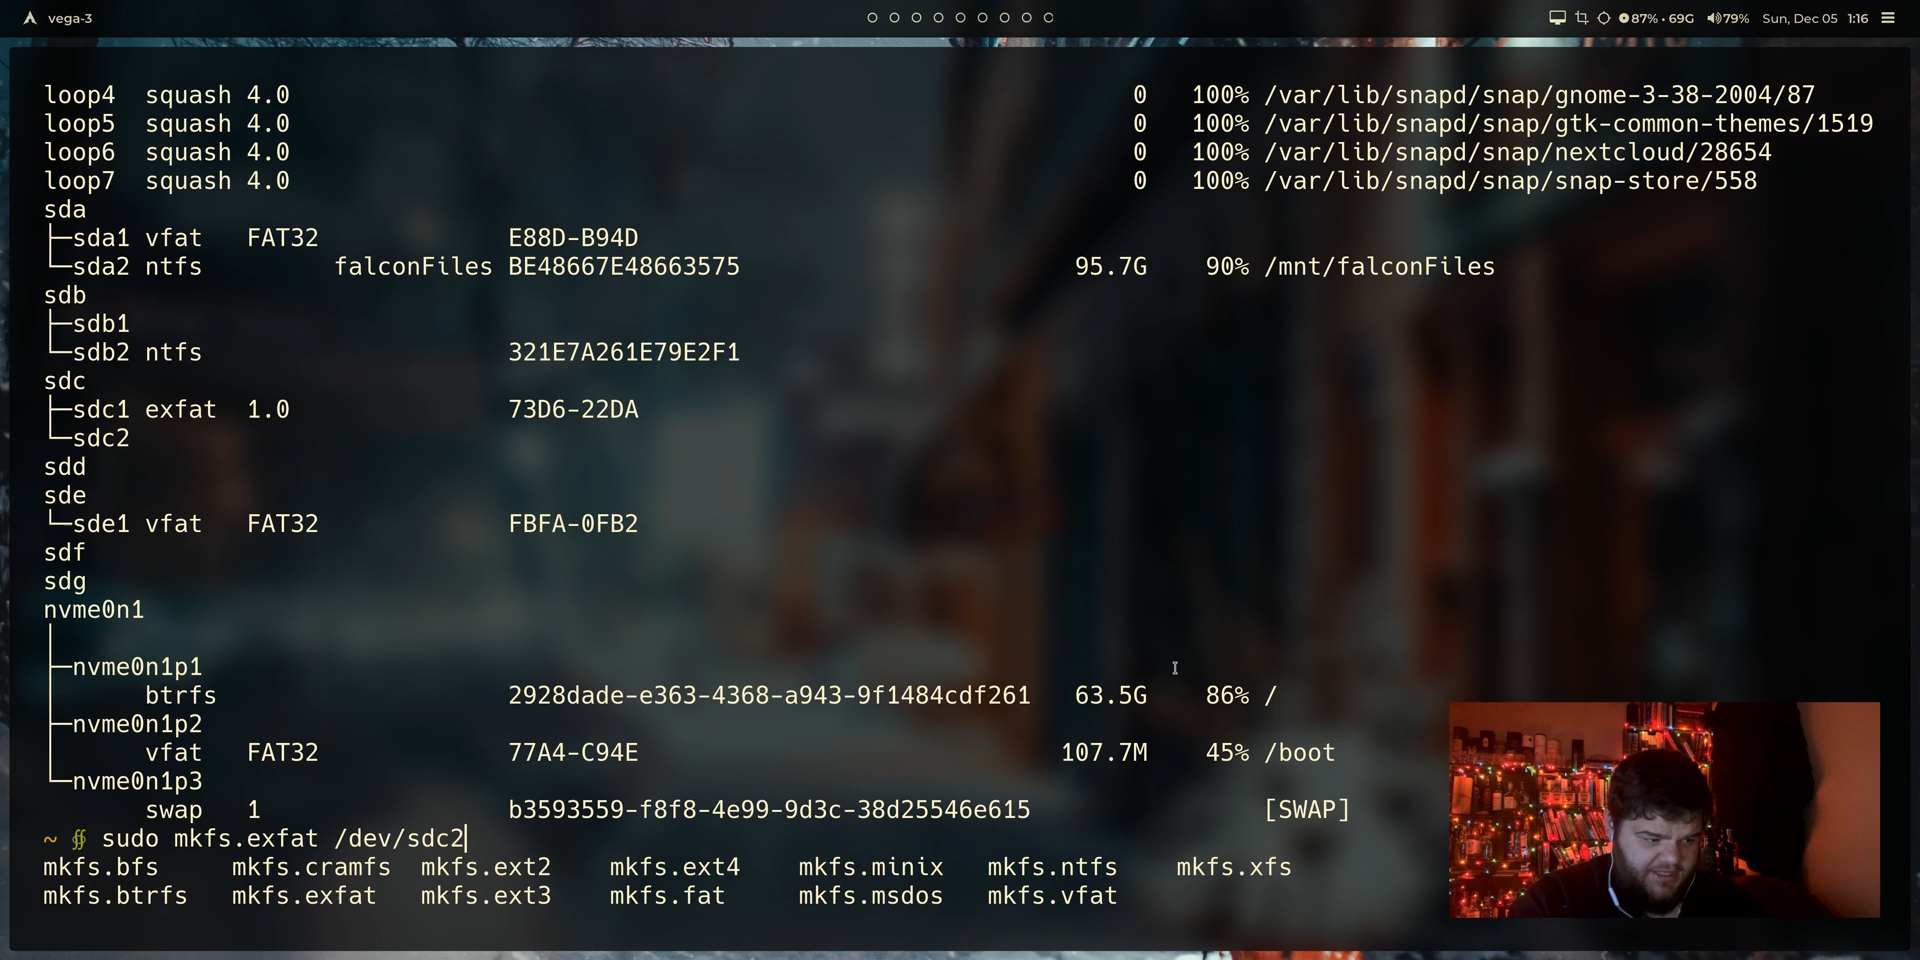 vega-3
87% • 69G 79% Sun, Dec 05 1:16
loop4 squash 4.0 0 100% /var/lib/snapd/snap/gnome-3-38-2004/87
loop5 squash 4.0 0 100% /var/lib/snapd/snap/gtk-common-themes/1519
loop6 squash 4.0 0 100% /var/lib/snapd/snap/nextcloud/28654
loop7 squash 4.0 0 100% /var/lib/snapd/snap/snap-store/558
sda
├─sda1 vfat FAT32 E88D-B94D
└─sda2 ntfs falconFiles BE48667E48663575 95.7G 90% /mnt/falconFiles
sdb
├─sdb1
└─sdb2 ntfs 321E7A261E79E2F1
sdc
├─sdc1 exfat 1.0 73D6-22DA
└─sdc2
sdd
sde
└─sde1 vfat FAT32 FBFA-0FB2
sdf
sdg
nvme0n1
├─nvme0n1p1
│ btrfs 2928dade-e363-4368-a943-9f1484cdf261 63.5G 86% /
├─nvme0n1p2
│ vfat FAT32 77A4-C94E 107.7M 45% /boot
└─nvme0n1p3
swap 1 b3593559-f8f8-4e99-9d3c-38d25546e615 [SWAP]
~ ∯ sudo mkfs.exfat /dev/sdc2
mkfs.bfs mkfs.cramfs mkfs.ext2 mkfs.ext4 mkfs.minix mkfs.ntfs mkfs.xfs
mkfs.btrfs mkfs.exfat mkfs.ext3 mkfs.fat mkfs.msdos mkfs.vfat